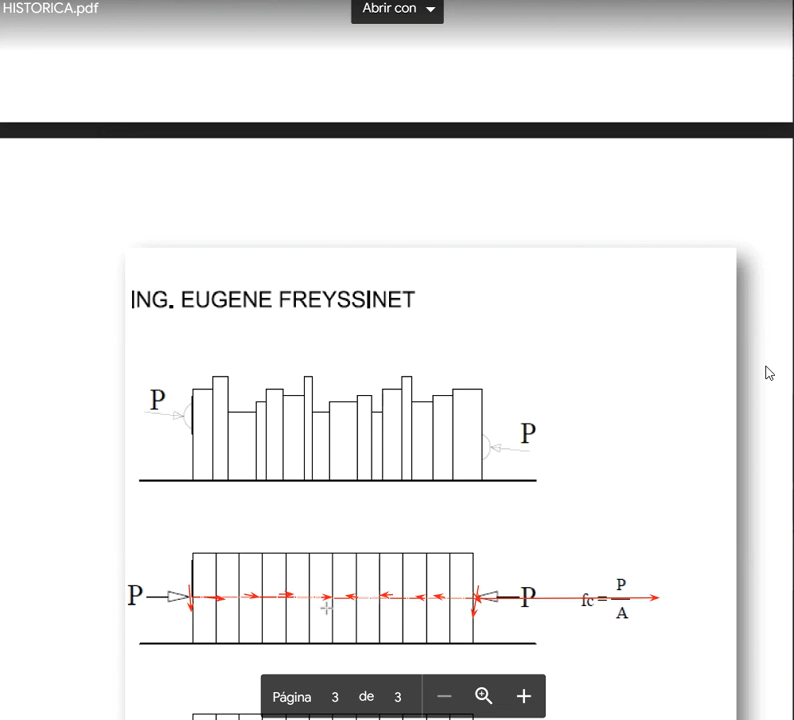 HISTORICA.pdf
Abrir con
ING. EUGENE FREYSSINET
P
P
P
P
fc = P
A
Página 3 de 3